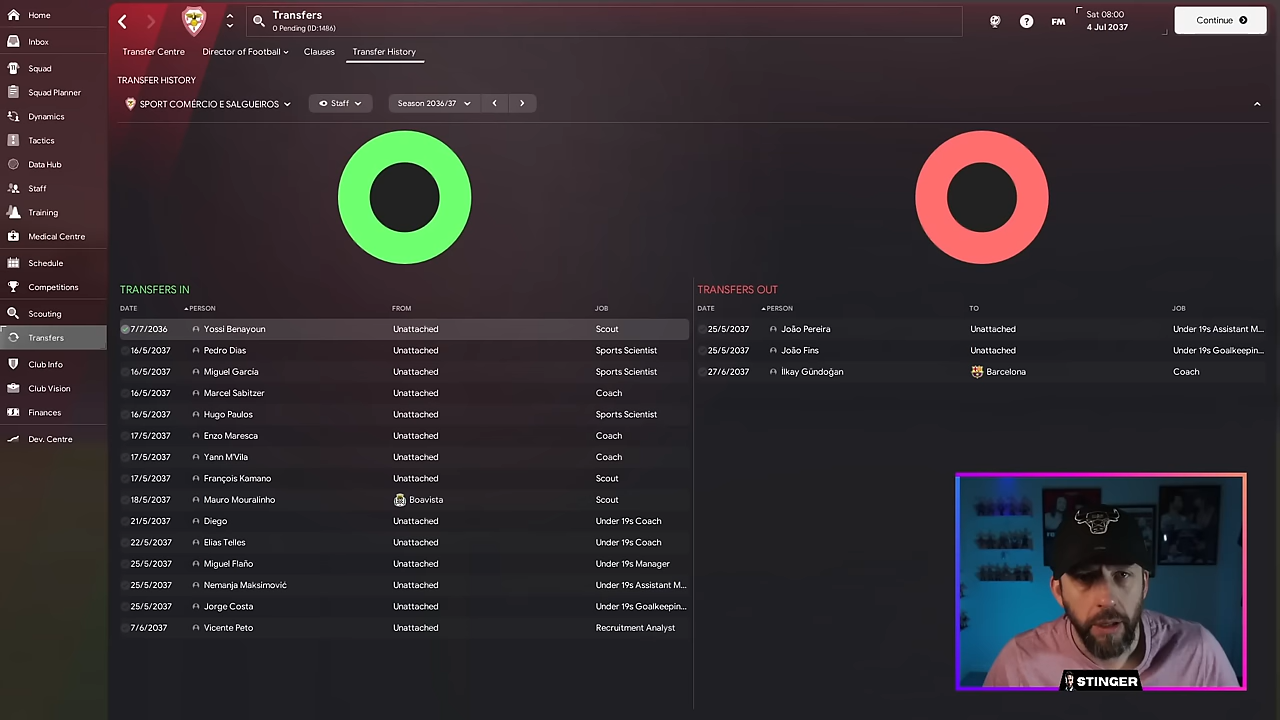 Home
Inbox
Squad
Squad Planner
Dynamics
Tactics
Data Hub
Staff
Training
Medical Centre
Schedule
Competitions
Scouting
Transfers
Club Info
Club Vision
Finances
Dev. Centre
Transfers
0 Pending (ID:1486)
FM
Sat 08:00
4 Jul 2037
Continue
Transfer Centre Director of Football Clauses Transfer History
TRANSFER HISTORY
SPORT COMÉRCIO E SALGUEIROS Staff Season 2036/37
TRANSFERS IN
DATE PERSON FROM JOB
7/7/2036 Yossi Benayoun Unattached Scout
16/5/2037 Pedro Dias Unattached Sports Scientist
16/5/2037 Miguel García Unattached Sports Scientist
16/5/2037 Marcel Sabitzer Unattached Coach
16/5/2037 Hugo Paulos Unattached Sports Scientist
17/5/2037 Enzo Maresca Unattached Coach
17/5/2037 Yann M'Vila Unattached Coach
17/5/2037 François Kamano Unattached Scout
18/5/2037 Mauro Mouralinho Boavista Scout
21/5/2037 Diego Unattached Under 19s Coach
22/5/2037 Elias Telles Unattached Under 19s Coach
25/5/2037 Miguel Flaño Unattached Under 19s Manager
25/5/2037 Nemanja Maksimović Unattached Under 19s Assistant M...
25/5/2037 Jorge Costa Unattached Under 19s Goalkeepin...
7/6/2037 Vicente Peto Unattached Recruitment Analyst
TRANSFERS OUT
DATE PERSON TO JOB
25/5/2037 João Pereira Unattached Under 19s Assistant M...
25/5/2037 João Fins Unattached Under 19s Goalkeepin...
27/6/2037 İlkay Gündoğan Barcelona Coach
STINGER